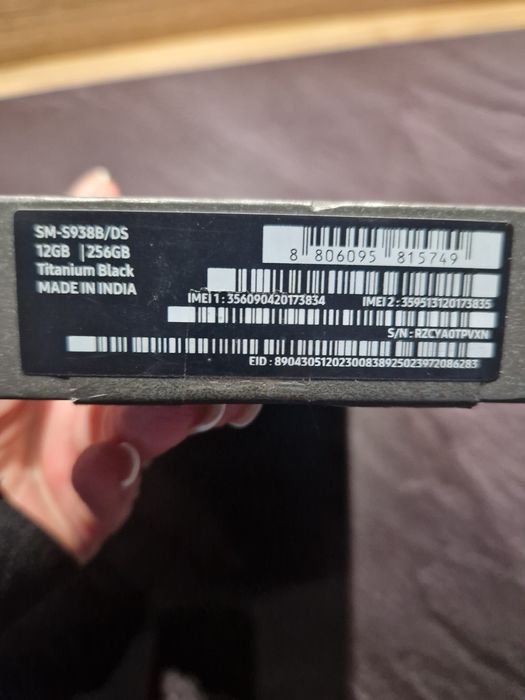 SM-S938B/DS
12GB | 256GB
Titanium Black
MADE IN INDIA
8 806095 815749
IMEI 1 : 356090420173834 IMEI 2 : 359513120173835
S/N : RZCYA0TPVXN
EID : 89043051202300838925023972086283